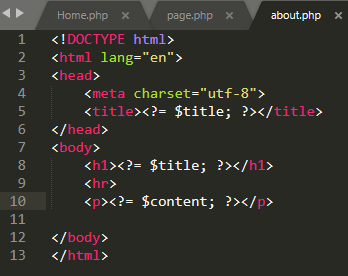 Home.php × page.php × about.php
1 <!DOCTYPE html>
2 <html lang="en">
3 <head>
4 <meta charset="utf-8">
5 <title><?= $title; ?></title>
6 </head>
7 <body>
8 <h1><?= $title; ?></h1>
9 <hr>
10 <p><?= $content; ?></p>
11
12 </body>
13 </html>